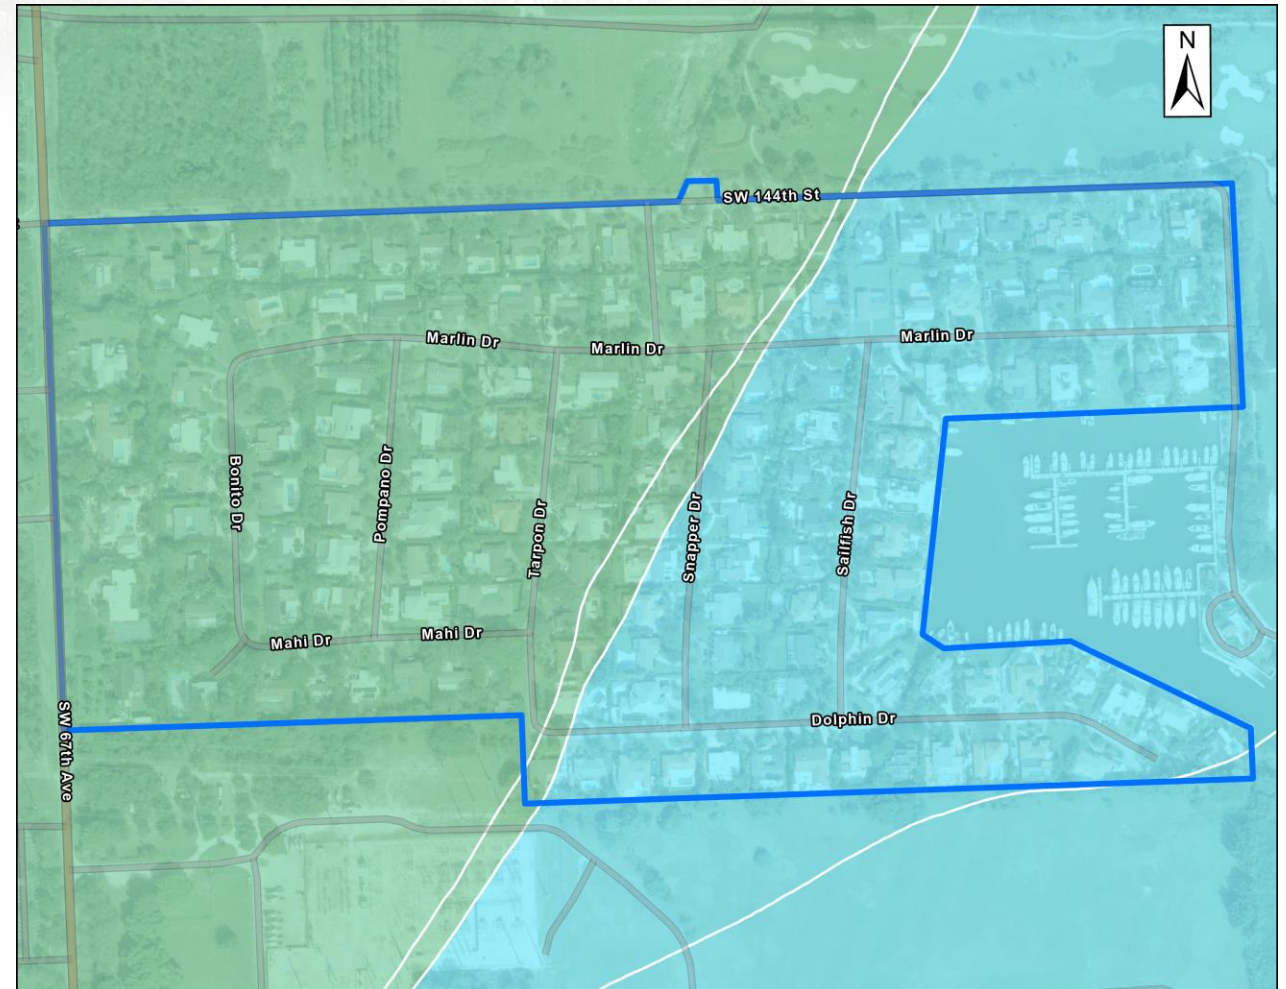 N
SW 144th St
Marlin Dr
Marlin Dr
Marlin Dr
Bonito Dr
Pompano Dr
Tarpon Dr
Snapper Dr
Sailfish Dr
Mahi Dr
Mahi Dr
SW 67th Ave
Dolphin Dr